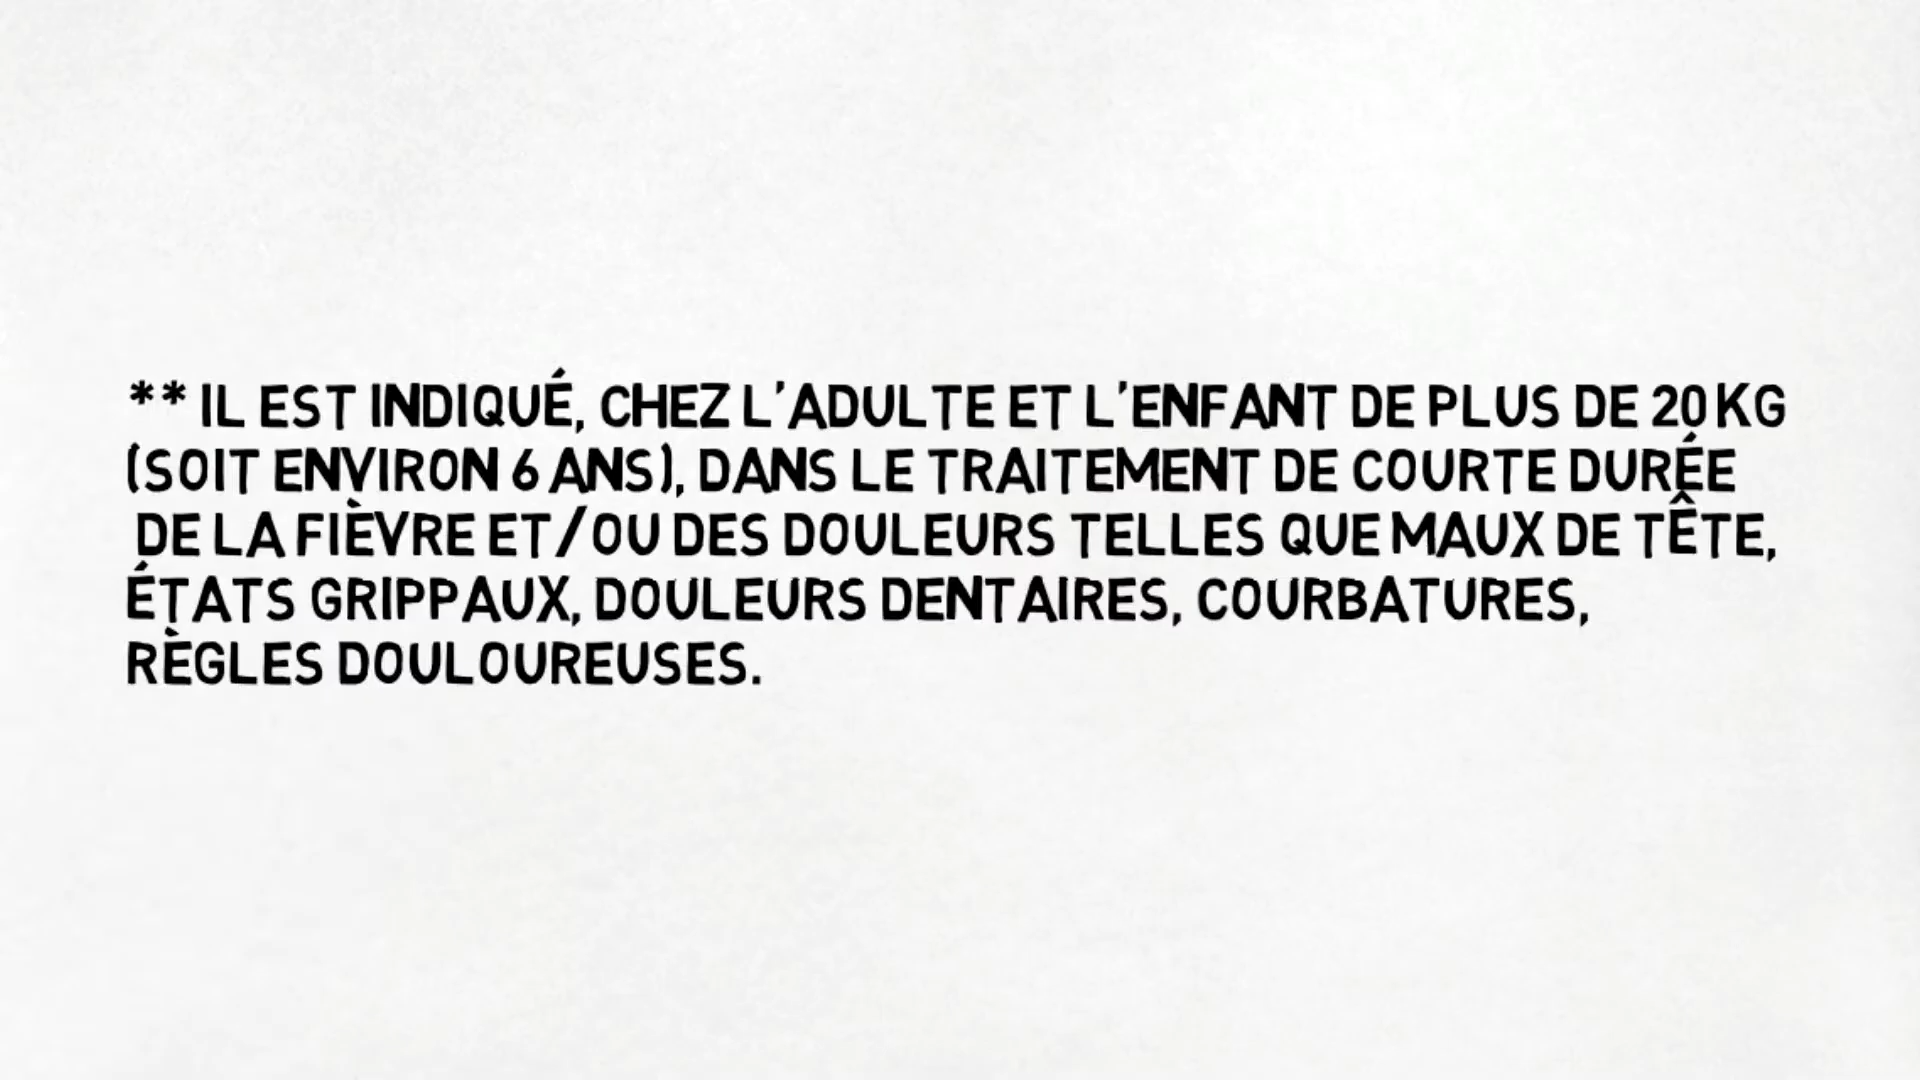 ** IL EST INDIQUÉ, CHEZ L'ADULTE ET L'ENFANT DE PLUS DE 20 KG
(SOIT ENVIRON 6 ANS), DANS LE TRAITEMENT DE COURTE DURÉE
DE LA FIÈVRE ET/OU DES DOULEURS TELLES QUE MAUX DE TÊTE,
ÉTATS GRIPPAUX, DOULEURS DENTAIRES, COURBATURES,
RÈGLES DOULOUREUSES.